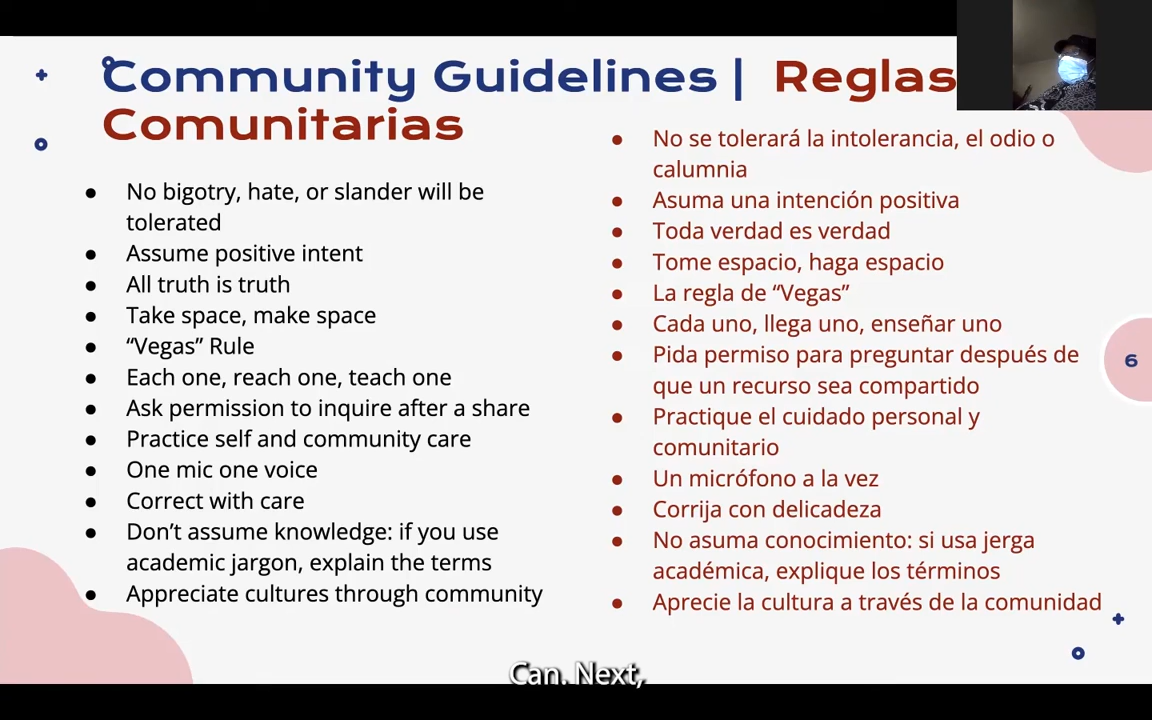 Community Guidelines | Reglas
Comunitarias
● No bigotry, hate, or slander will be
tolerated
● Assume positive intent
● All truth is truth
● Take space, make space
● “Vegas” Rule
● Each one, reach one, teach one
● Ask permission to inquire after a share
● Practice self and community care
● One mic one voice
● Correct with care
● Don’t assume knowledge: if you use
academic jargon, explain the terms
● Appreciate cultures through community
● No se tolerará la intolerancia, el odio o
calumnia
● Asuma una intención positiva
● Toda verdad es verdad
● Tome espacio, haga espacio
● La regla de “Vegas”
● Cada uno, llega uno, enseñar uno
● Pida permiso para preguntar después de
que un recurso sea compartido
● Practique el cuidado personal y
comunitario
● Un micrófono a la vez
● Corrija con delicadeza
● No asuma conocimiento: si usa jerga
académica, explique los términos
● Aprecie la cultura a través de la comunidad
6
Can. Next,